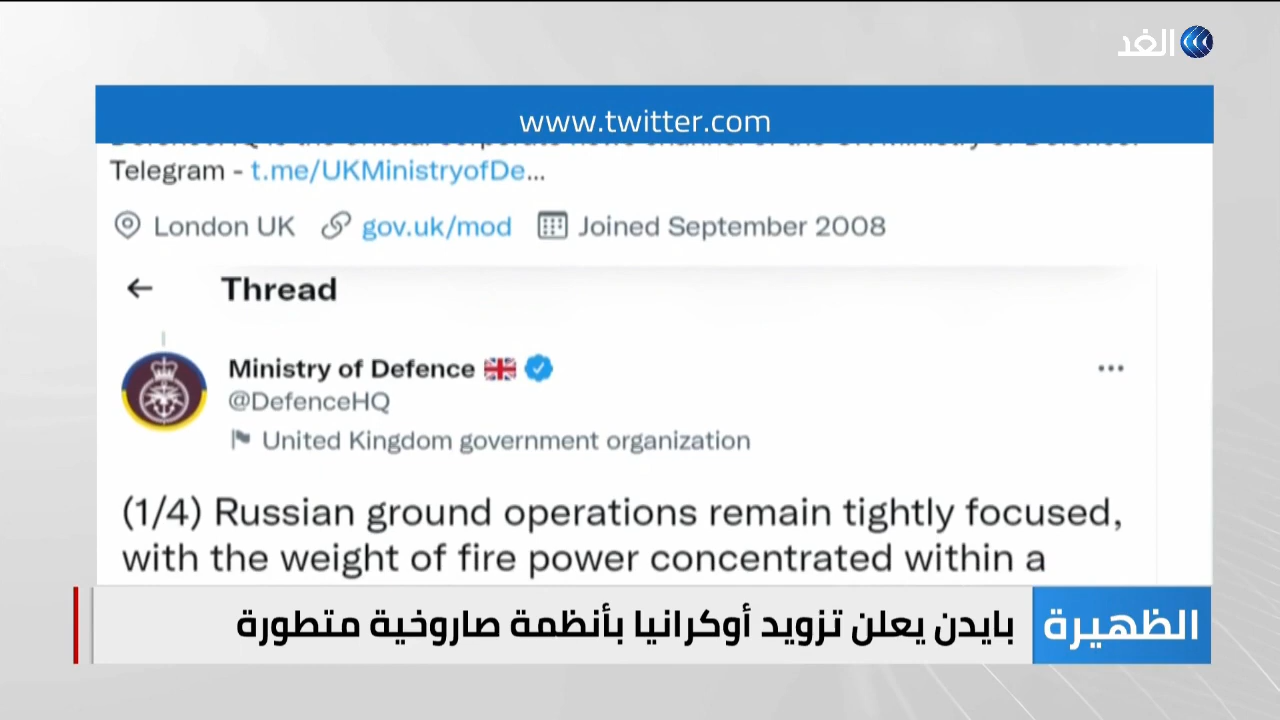 الغد
www.twitter.com
Telegram - t.me/UKMinistryofDe...
London UK gov.uk/mod Joined September 2008
← Thread
Ministry of Defence
@DefenceHQ
United Kingdom government organization
(1/4) Russian ground operations remain tightly focused,
with the weight of fire power concentrated within a
الظهيرة
بايدن يعلن تزويد أوكرانيا بأنظمة صاروخية متطورة